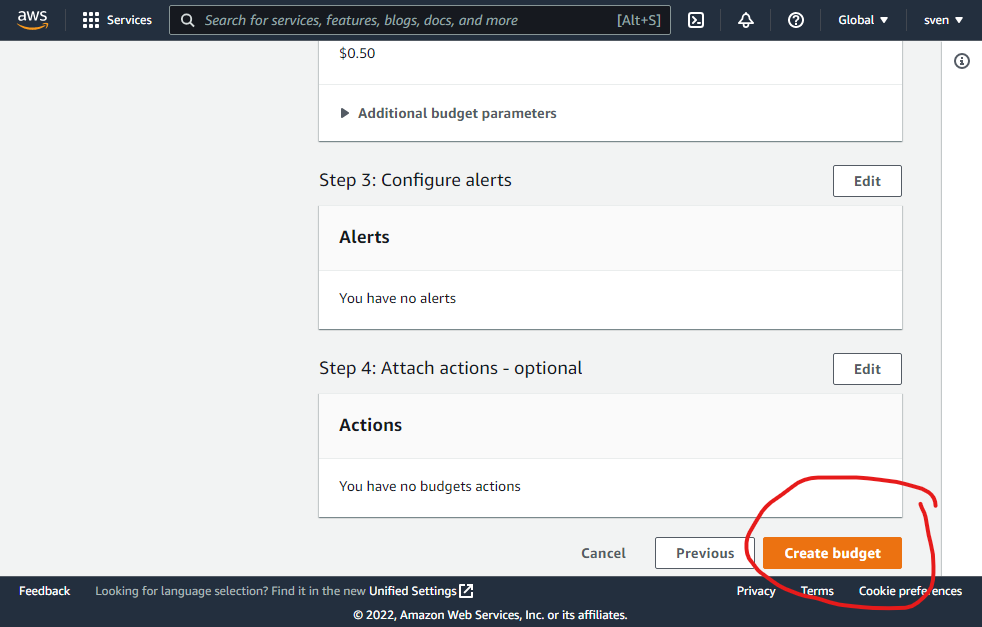 aws Services Search for services, features, blogs, docs, and more [Alt+S] Global sven
$0.50
Additional budget parameters
Step 3: Configure alerts Edit
Alerts
You have no alerts
Step 4: Attach actions - optional Edit
Actions
You have no budgets actions
Cancel Previous Create budget
Feedback Looking for language selection? Find it in the new Unified Settings Privacy Terms Cookie preferences
© 2022, Amazon Web Services, Inc. or its affiliates.